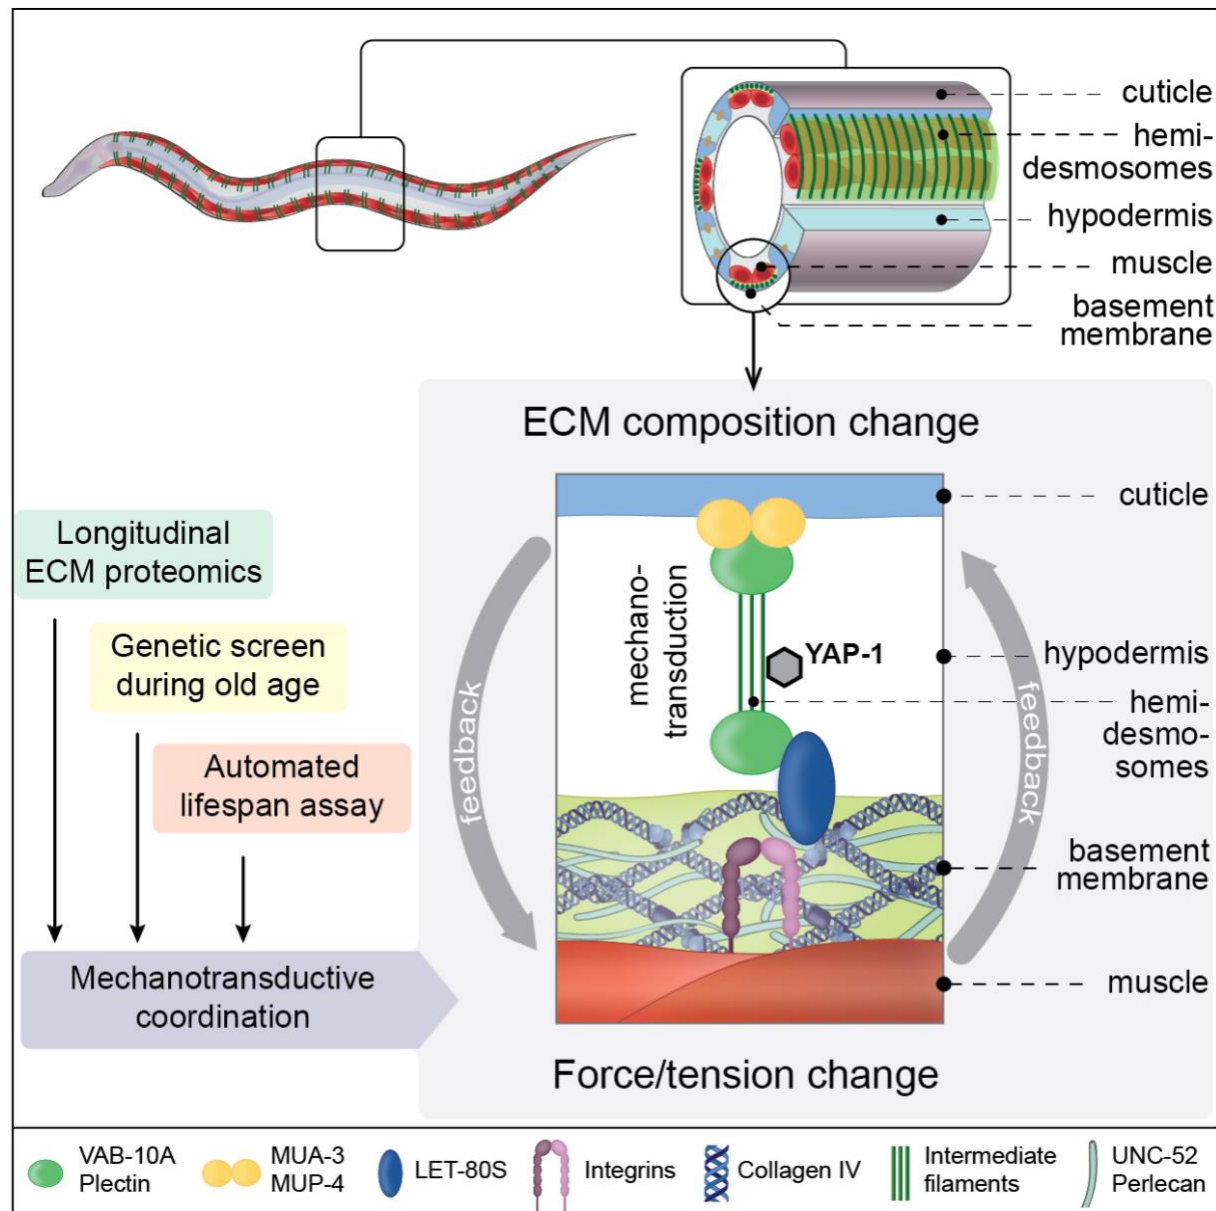 cuticle
hemi-
desmosomes
hypodermis
muscle
basement
membrane
ECM composition change
Longitudinal
ECM proteomics
Genetic screen
during old age
Automated
lifespan assay
Mechanotransductive
coordination
feedback
mechano-
transduction
YAP-1
feedback
cuticle
hypodermis
hemi-
desmo-
somes
basement
membrane
muscle
Force/tension change
VAB-10A
Plectin
MUA-3
MUP-4
LET-80S
Integrins
Collagen IV
Intermediate
filaments
UNC-52
Perlecan